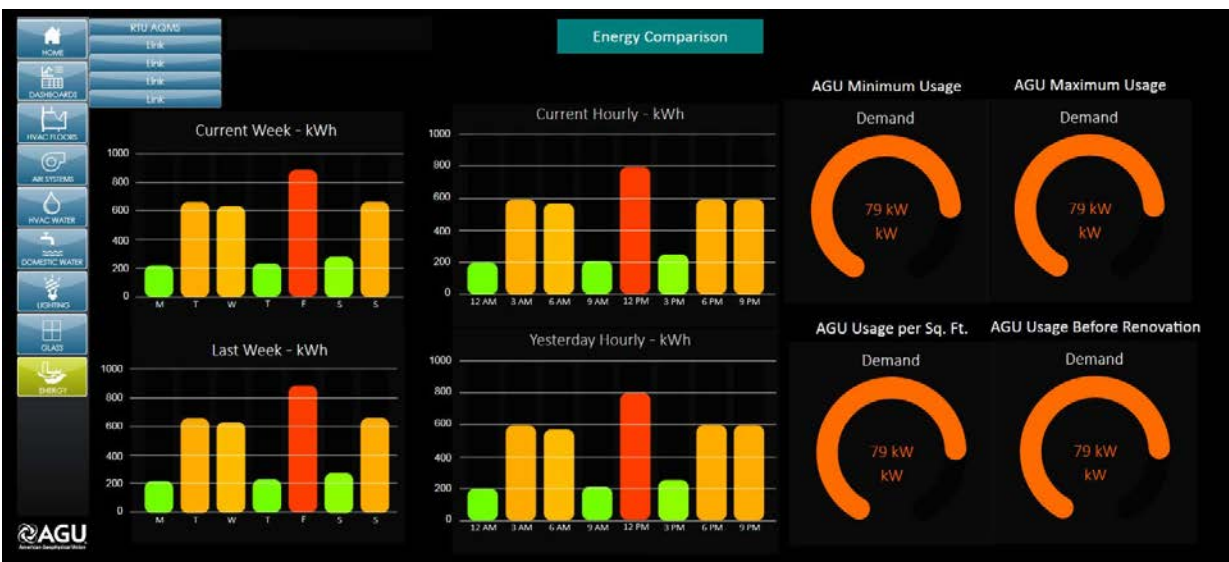 HOME
DASHBOARDS
HVAC FLOORS
AIR SYSTEMS
HVAC WATER
DOMESTIC WATER
LIGHTING
GLASS
ENERGY
AGU
American Geophysical Union
RTU AQMS
Link
Link
Link
Link
Energy Comparison
Current Week - kWh
1000
800
600
400
200
0
M T W T F S S
Last Week - kWh
1000
800
600
400
200
0
M T W T F S S
Current Hourly - kWh
1000
800
600
400
200
0
12 AM 3 AM 6 AM 9 AM 12 PM 3 PM 6 PM 9 PM
Yesterday Hourly - kWh
1000
800
600
400
200
0
12 AM 3 AM 6 AM 9 AM 12 PM 3 PM 6 PM 9 PM
AGU Minimum Usage
Demand
79 kW
kW
AGU Maximum Usage
Demand
79 kW
kW
AGU Usage per Sq. Ft.
Demand
79 kW
kW
AGU Usage Before Renovation
Demand
79 kW
kW